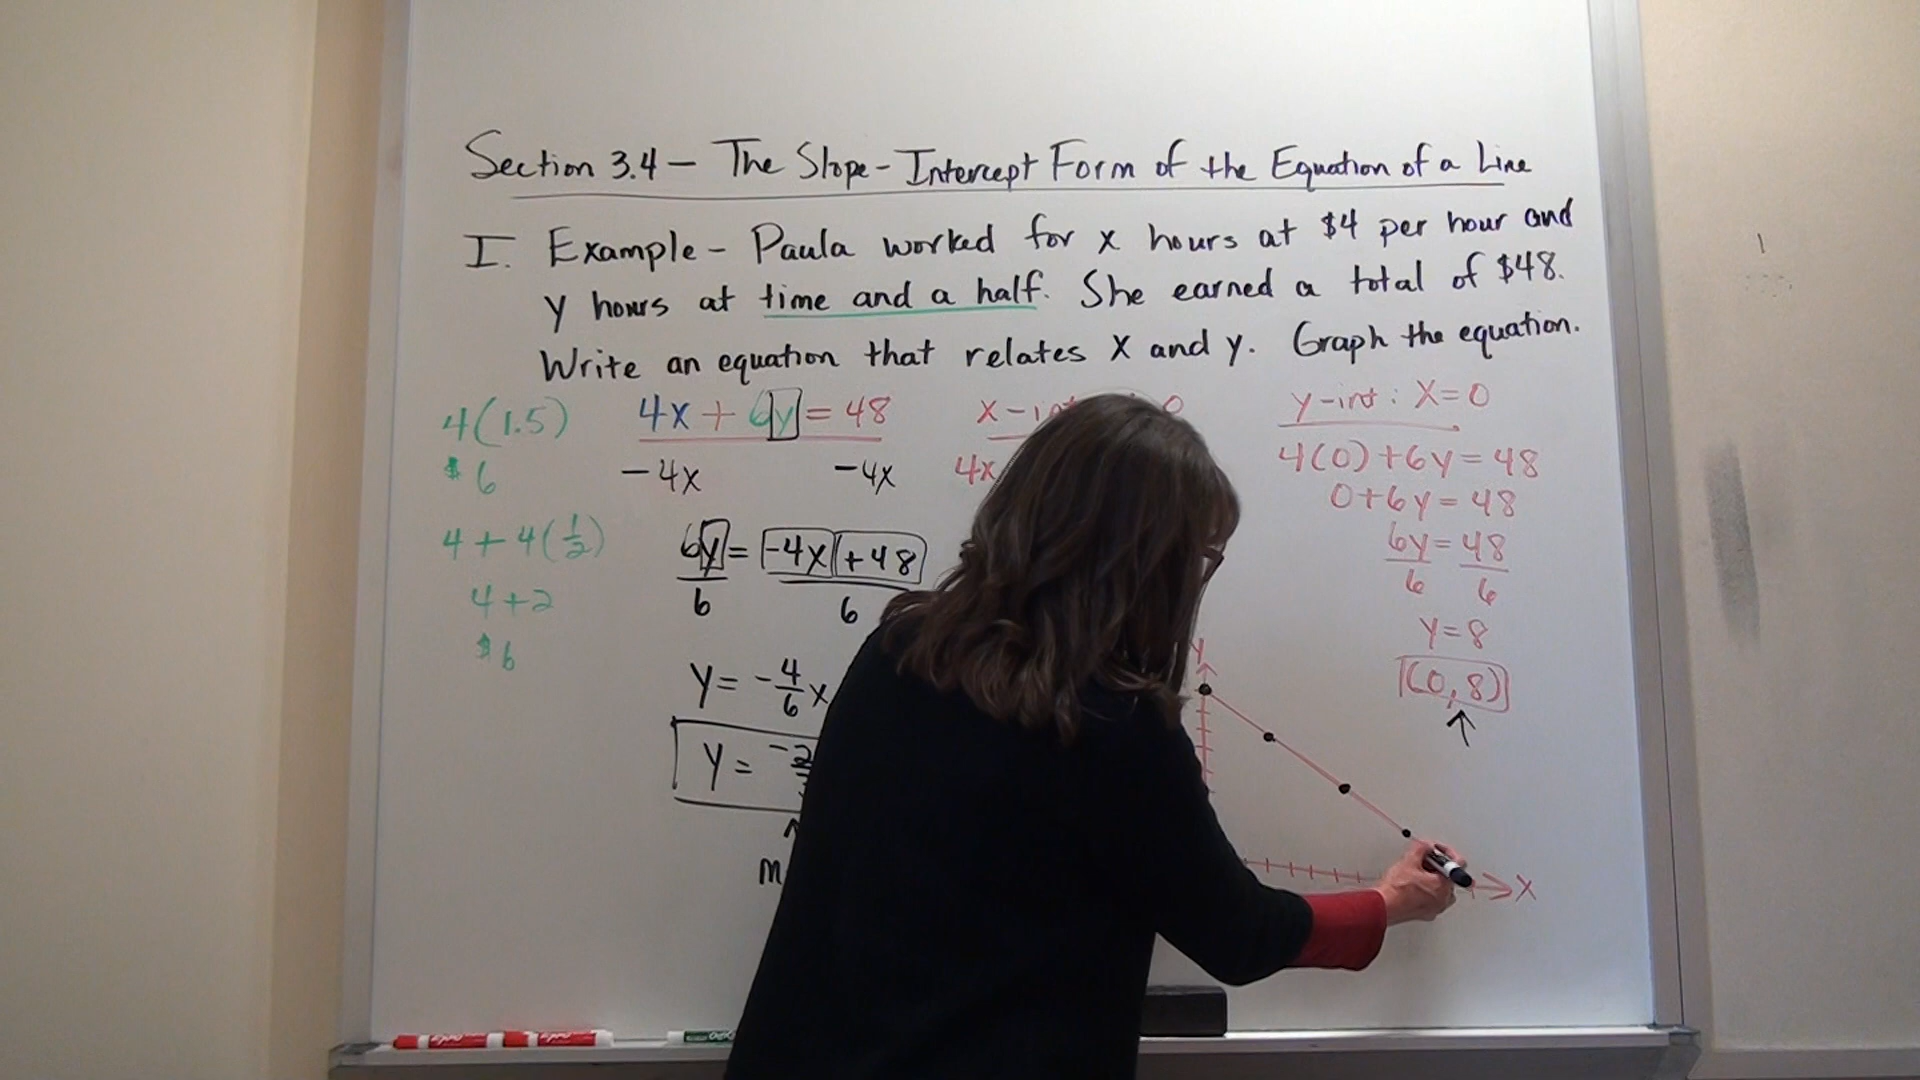 Section 3.4 – The Slope-Intercept Form of the Equation of a Line
I. Example – Paula worked for x hours at $4 per hour and
y hours at time and a half. She earned a total of $48.
Write an equation that relates x and y. Graph the equation.
4(1.5)
$6
4 + 4(1/2)
4+2
$6
4x + 6y = 48
-4x -4x
6y = -4x + 48
6 6
y = -4/6 x
y = -2
m
x-int 0
4x
y-int: x=0
4(0)+6y=48
0+6y=48
6y=48
6 6
y=8
(0,8)
y
x